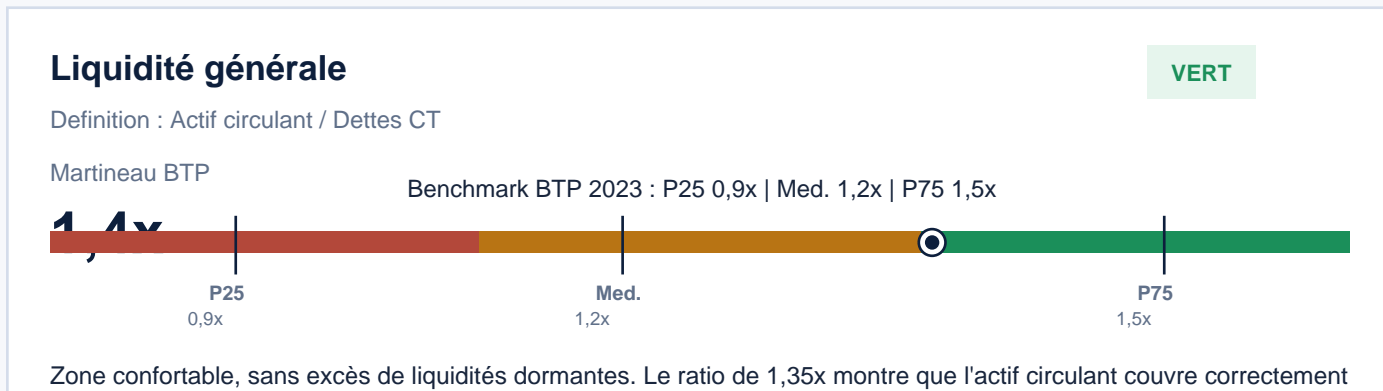 Liquidité générale
VERT
Definition : Actif circulant / Dettes CT
Martineau BTP
Benchmark BTP 2023 : P25 0,9x | Med. 1,2x | P75 1,5x
1,4x
P25
Med.
P75
0,9x
1,2x
1,5x
Zone confortable, sans excès de liquidités dormantes. Le ratio de 1,35x montre que l'actif circulant couvre correctement